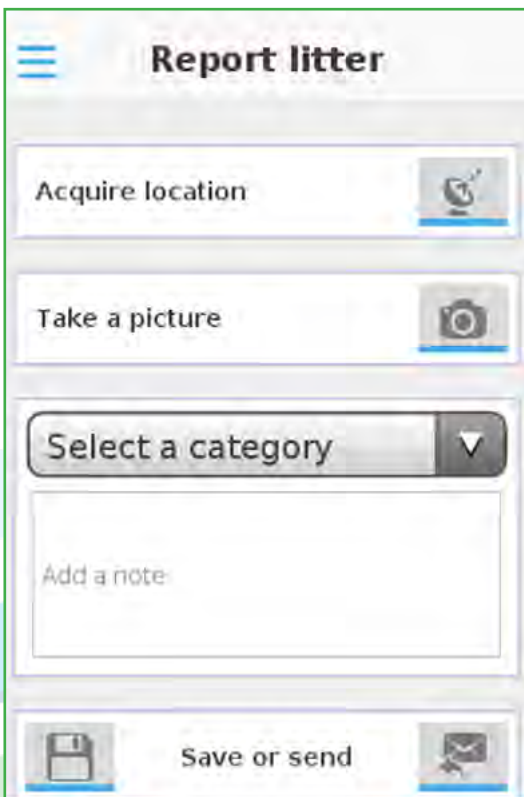 Report litter
Acquire location
Take a picture
Select a category
Add a note
Save or send